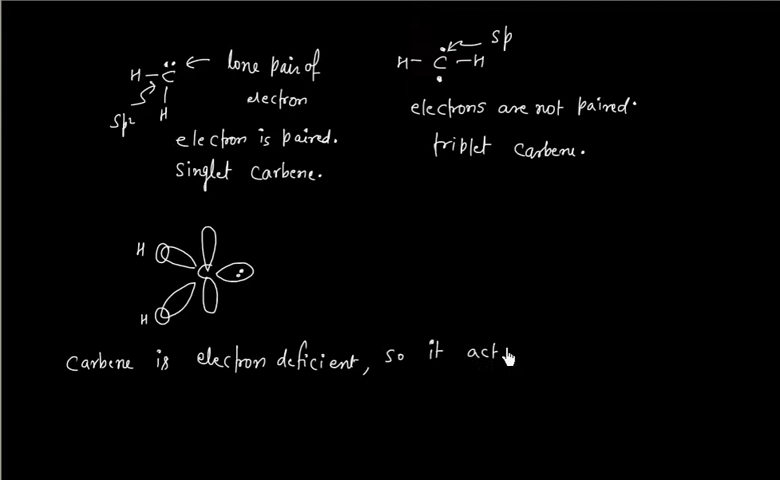 H - C̈ ← lone pair of
electron
sp²
H
electron is paired.
Singlet Carbene.
sp
H - C - H
electrons are not paired.
triplet Carbene.
H
C
H
Carbene is electron deficient, so it act